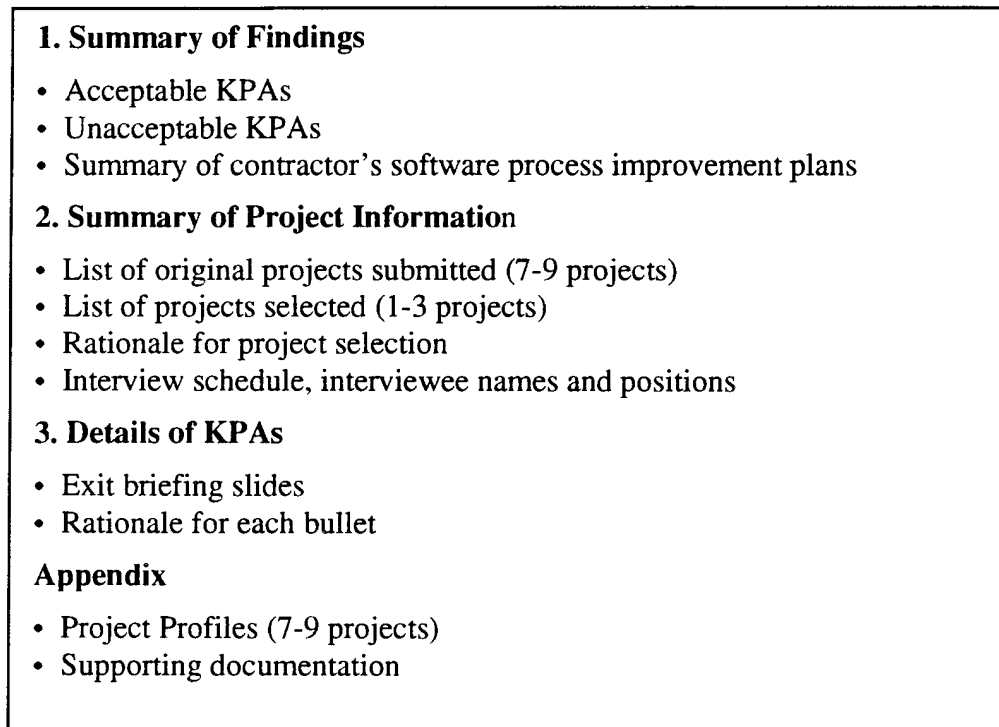 1. Summary of Findings
• Acceptable KPAs
• Unacceptable KPAs
• Summary of contractor's software process improvement plans
2. Summary of Project Information
• List of original projects submitted (7-9 projects)
• List of projects selected (1-3 projects)
• Rationale for project selection
• Interview schedule, interviewee names and positions
3. Details of KPAs
• Exit briefing slides
• Rationale for each bullet
Appendix
• Project Profiles (7-9 projects)
• Supporting documentation